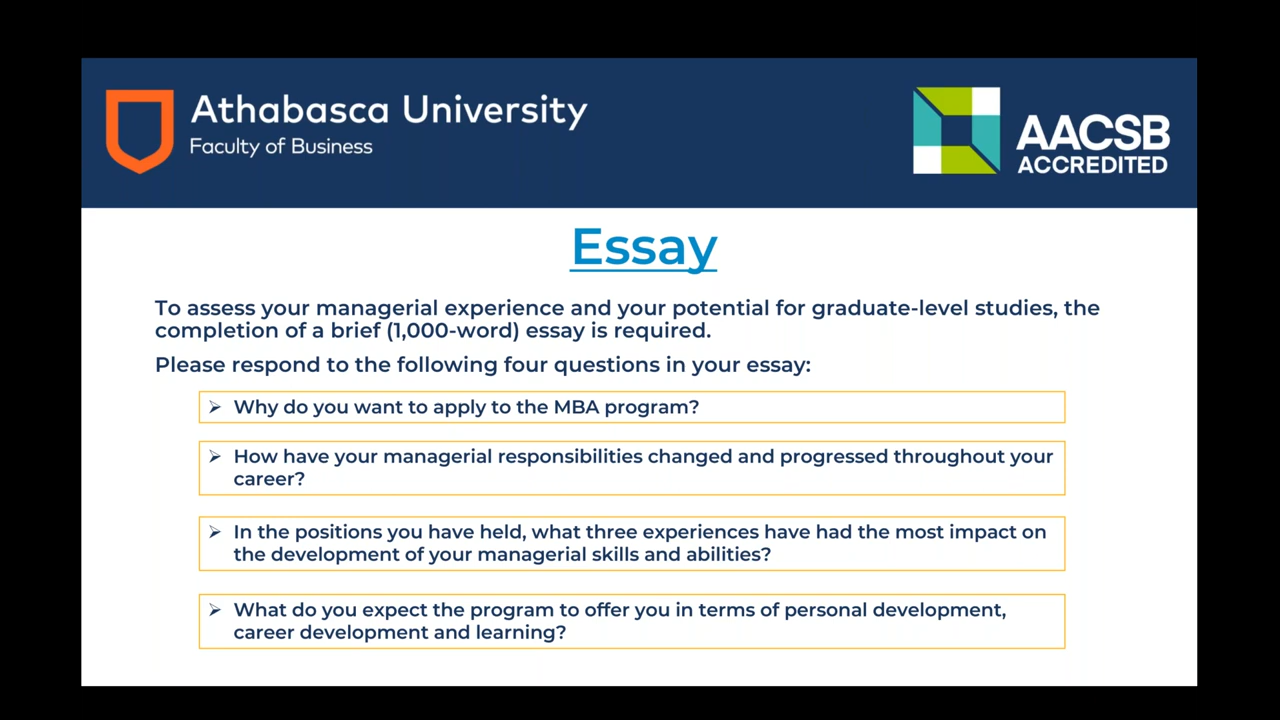 Athabasca University
Faculty of Business
AACSB
ACCREDITED
Essay
To assess your managerial experience and your potential for graduate-level studies, the
completion of a brief (1,000-word) essay is required.
Please respond to the following four questions in your essay:
➢ Why do you want to apply to the MBA program?
➢ How have your managerial responsibilities changed and progressed throughout your
career?
➢ In the positions you have held, what three experiences have had the most impact on
the development of your managerial skills and abilities?
➢ What do you expect the program to offer you in terms of personal development,
career development and learning?